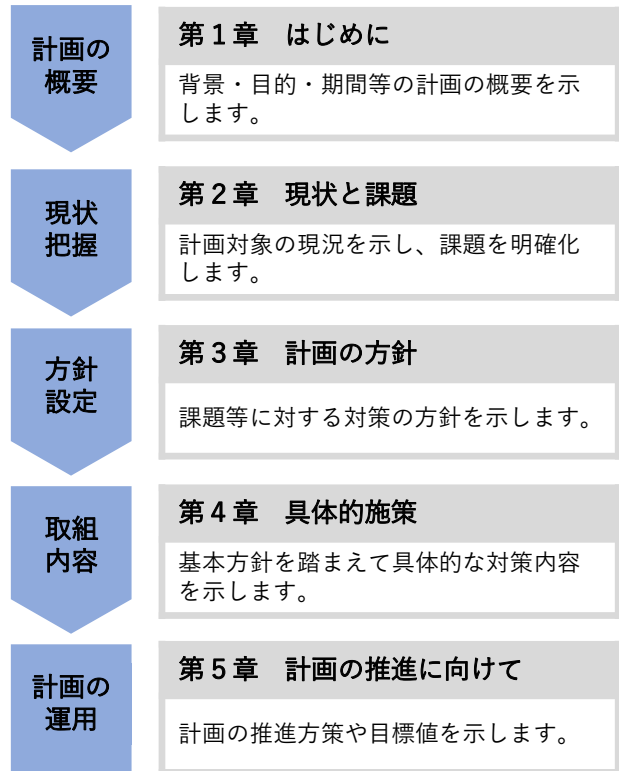 計画の
概要
第1章　はじめに
背景・目的・期間等の計画の概要を示
します。
現状
把握
第2章　現状と課題
計画対象の現況を示し、課題を明確化
します。
方針
設定
第3章　計画の方針
課題等に対する対策の方針を示します。
取組
内容
第4章　具体的施策
基本方針を踏まえて具体的な対策内容
を示します。
計画の
運用
第5章　計画の推進に向けて
計画の推進方策や目標値を示します。